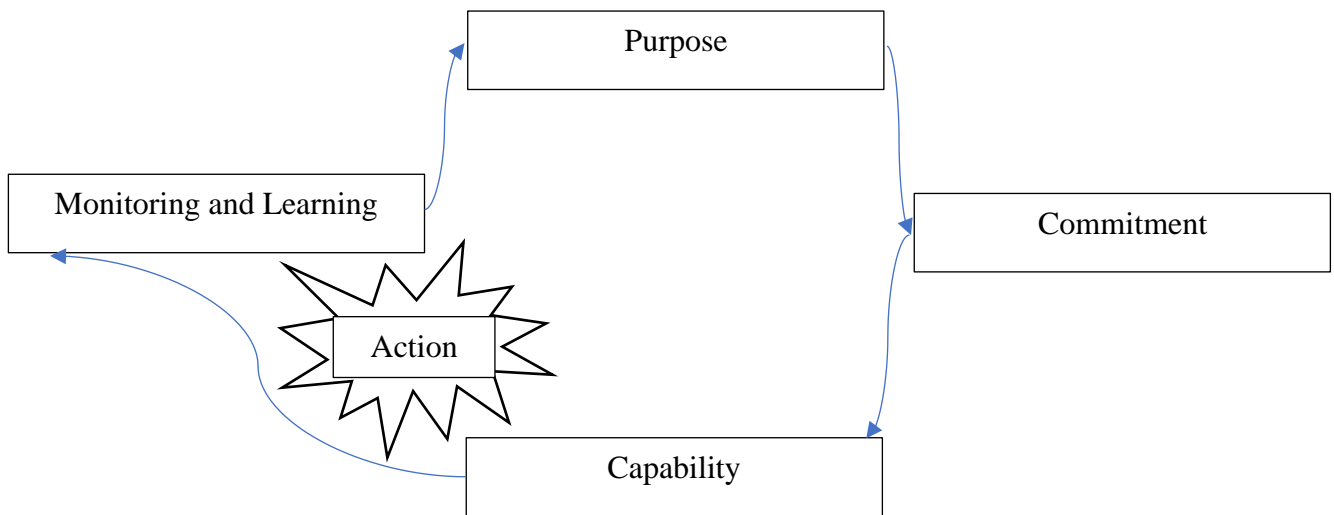 Purpose
Monitoring and Learning
Commitment
Action
Capability